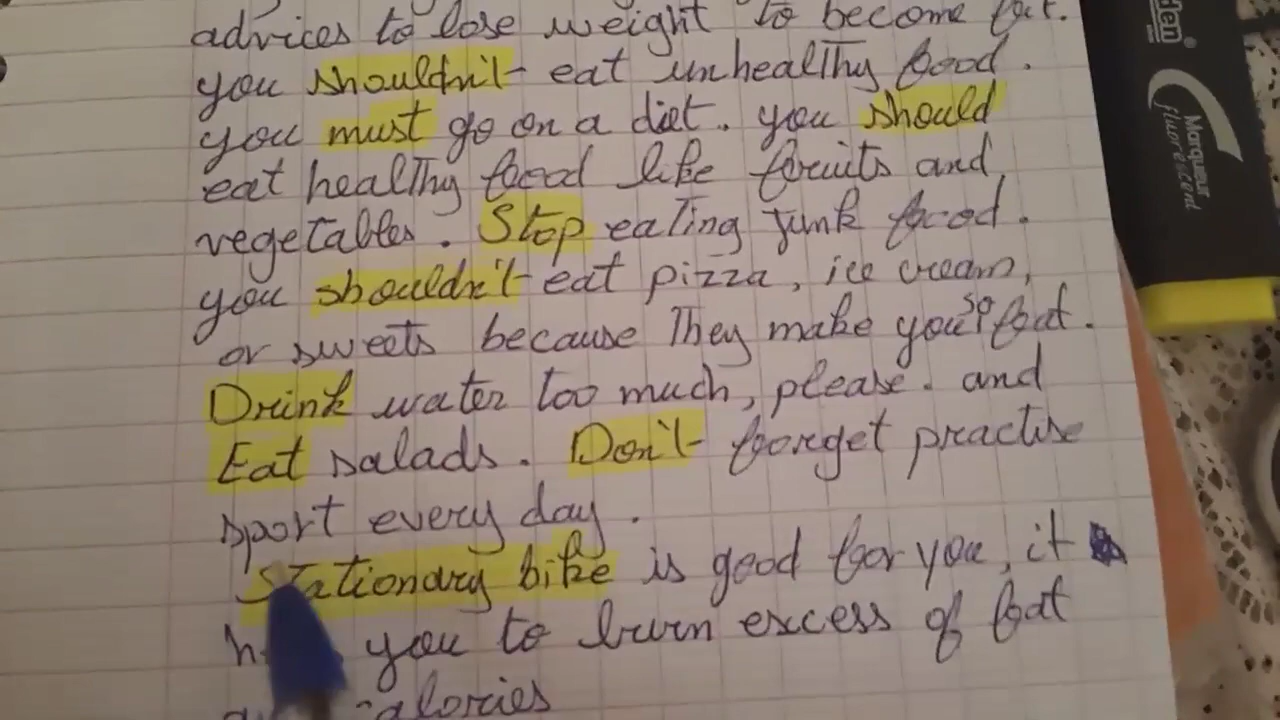 advices to lose weight to become fat.
you shouldn't eat unhealthy food.
you must go on a diet. you should
eat healthy food like fruits and
vegetables. Stop eating junk food.
you shouldn't eat pizza, ice cream,
or sweets because They make you so fat.
Drink water too much, please. and
Eat salads. Don't forget practise
sport every day.
Stationary bike is good for you, it
you to burn excess of fat
calories
den
Marqueur
fluorescent